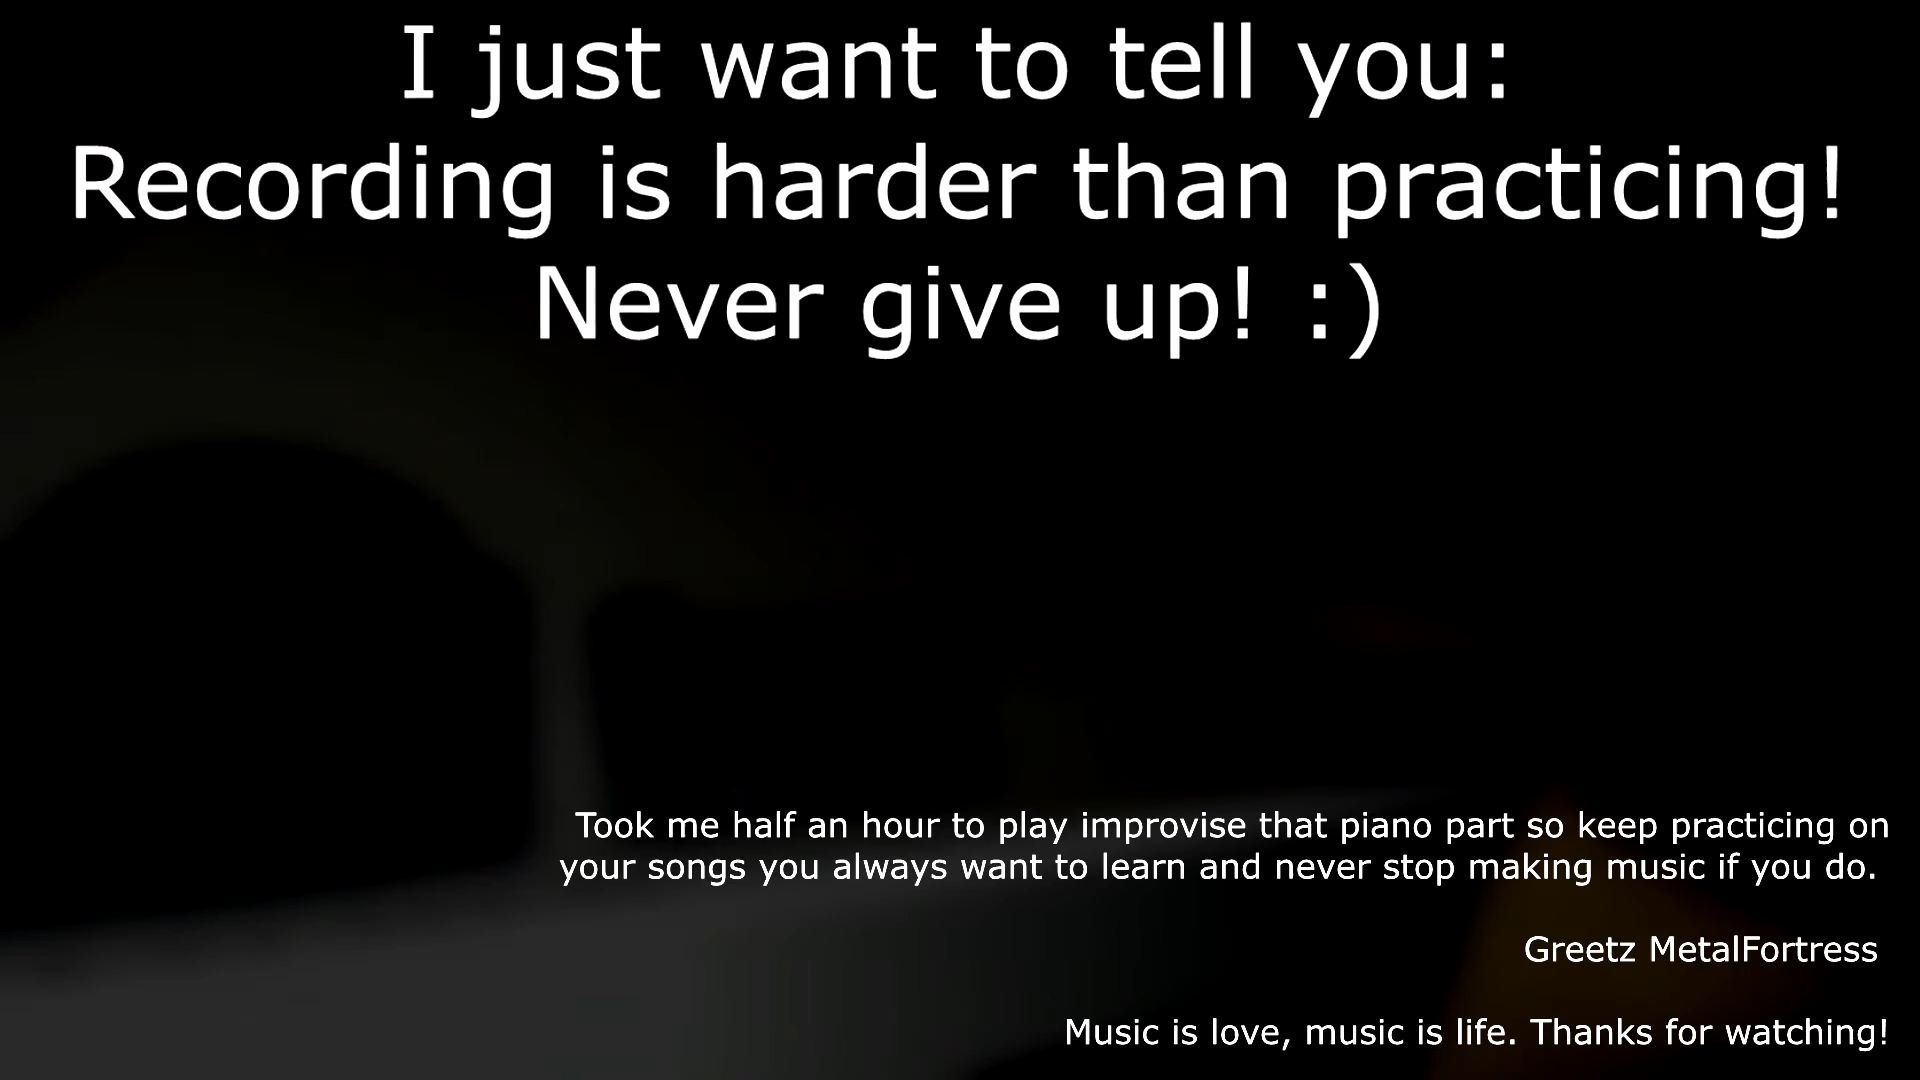 I just want to tell you:
Recording is harder than practicing!
Never give up! :)
Took me half an hour to play improvise that piano part so keep practicing on
your songs you always want to learn and never stop making music if you do.
Greetz MetalFortress
Music is love, music is life. Thanks for watching!